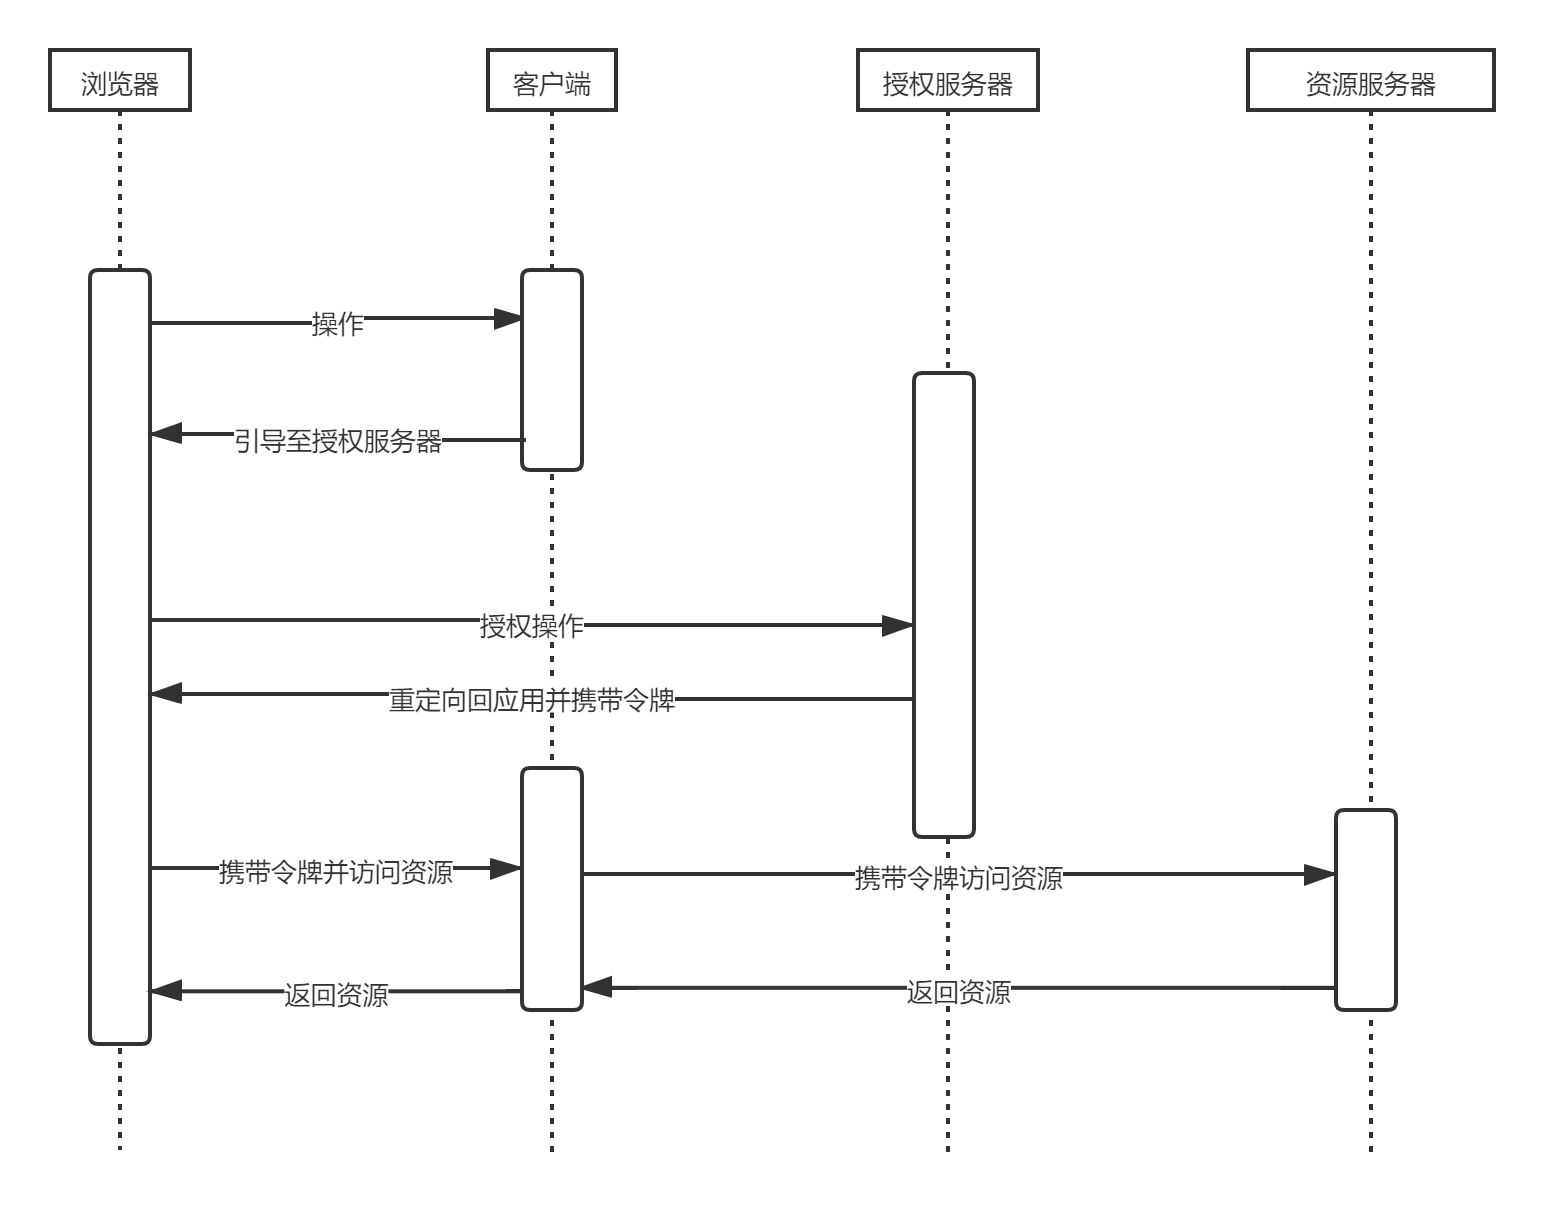 浏览器
客户端
授权服务器
资源服务器
操作
引导至授权服务器
授权操作
重定向回应用并携带令牌
携带令牌并访问资源
携带令牌访问资源
返回资源
返回资源